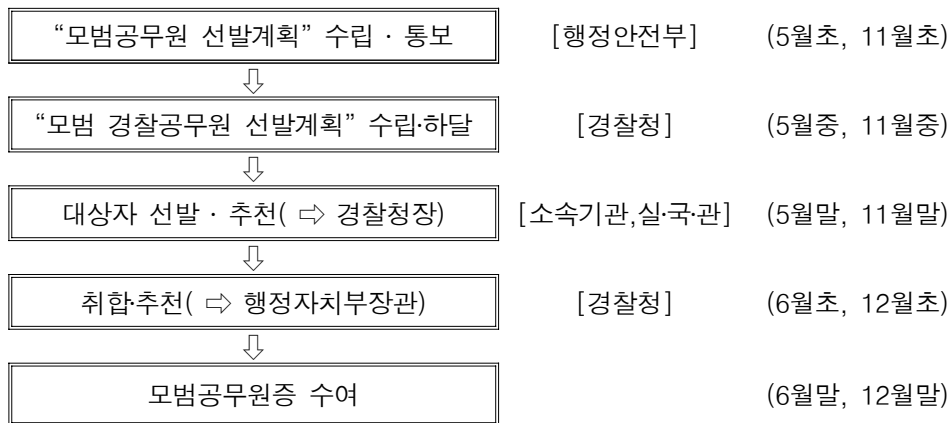 “모범공무원 선발계획” 수립 · 통보 [행정안전부] (5월초, 11월초)
⇩
“모범 경찰공무원 선발계획” 수립·하달 [경찰청] (5월중, 11월중)
⇩
대상자 선발 · 추천( ⇨ 경찰청장) [소속기관,실·국·관] (5월말, 11월말)
⇩
취합·추천( ⇨ 행정자치부장관) [경찰청] (6월초, 12월초)
⇩
모범공무원증 수여 (6월말, 12월말)